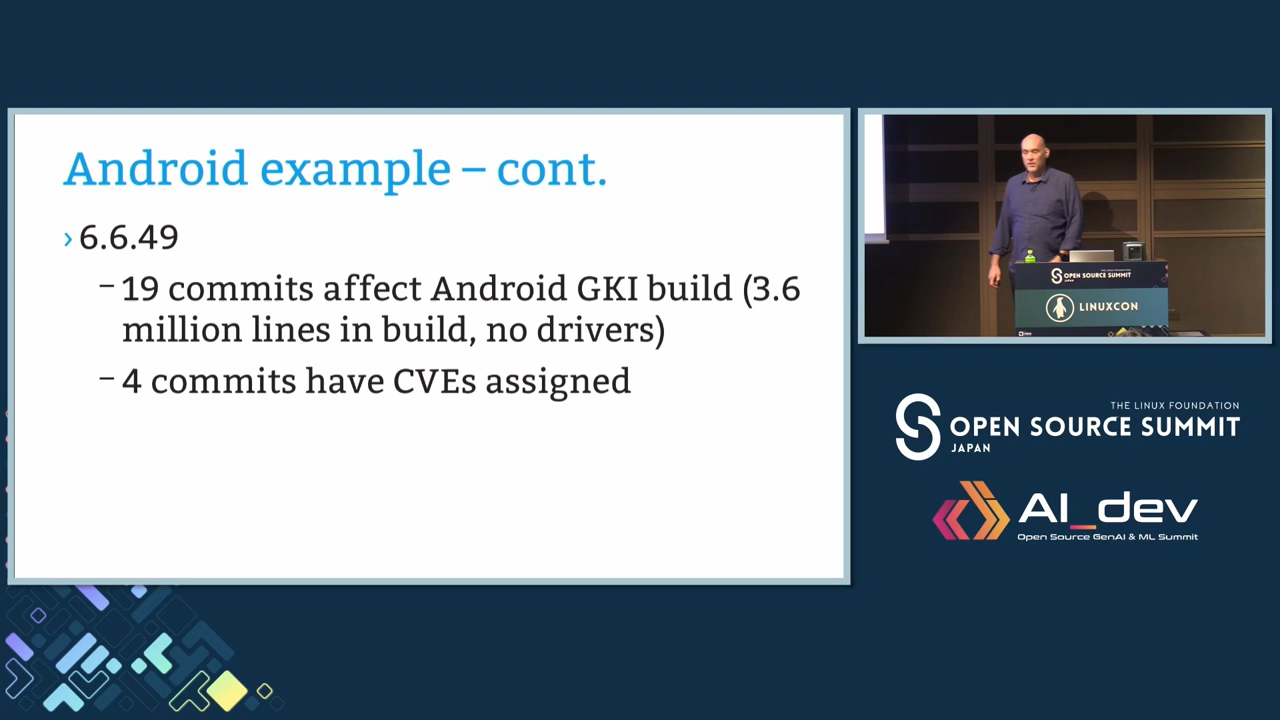 Android example – cont.
› 6.6.49
– 19 commits affect Android GKI build (3.6
million lines in build, no drivers)
– 4 commits have CVEs assigned
OPEN SOURCE SUMMIT
JAPAN
LINUXCON
THE LINUX FOUNDATION
OPEN SOURCE SUMMIT
JAPAN
AI_dev
Open Source GenAI & ML Summit